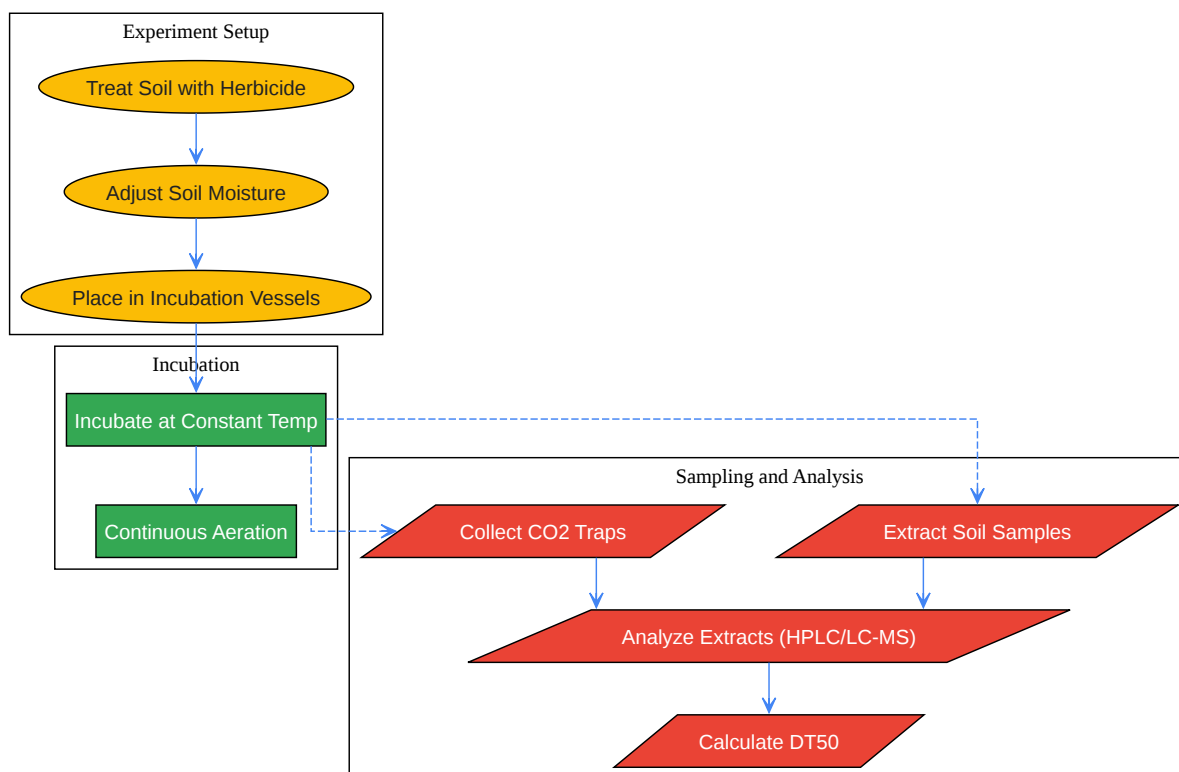 Experiment Setup
Treat Soil with Herbicide
Adjust Soil Moisture
Place in Incubation Vessels
Incubation
Incubate at Constant Temp
Continuous Aeration
Sampling and Analysis
Collect CO2 Traps
Extract Soil Samples
Analyze Extracts (HPLC/LC-MS)
Calculate DT50